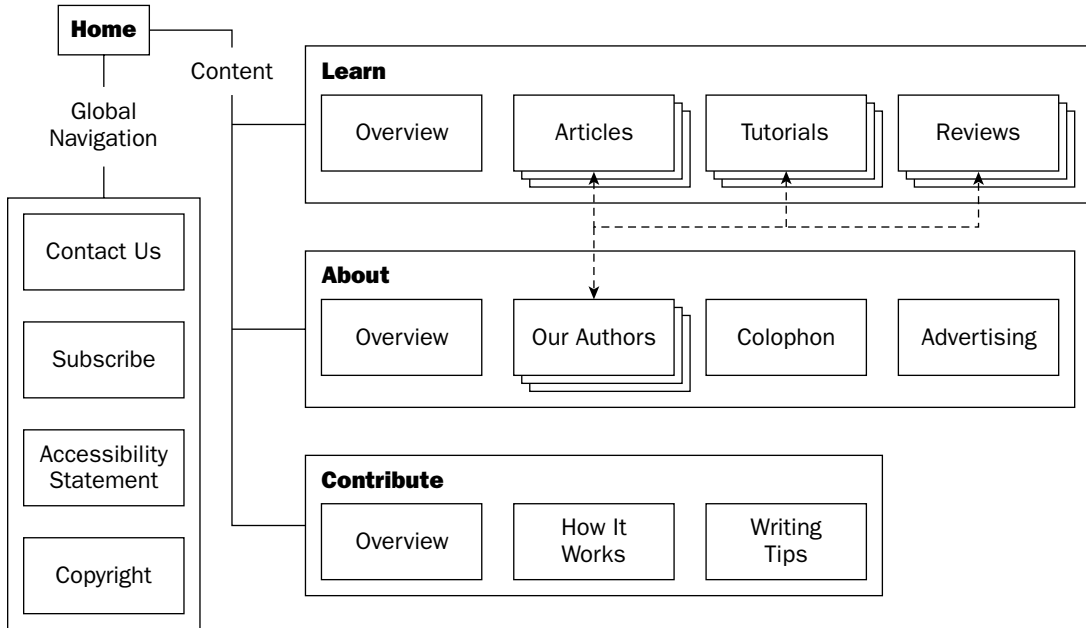 Home
Content
Global
Navigation
Contact Us
Subscribe
Accessibility
Statement
Copyright
Learn
Overview
Articles
Tutorials
Reviews
About
Overview
Our Authors
Colophon
Advertising
Contribute
Overview
How It
Works
Writing
Tips